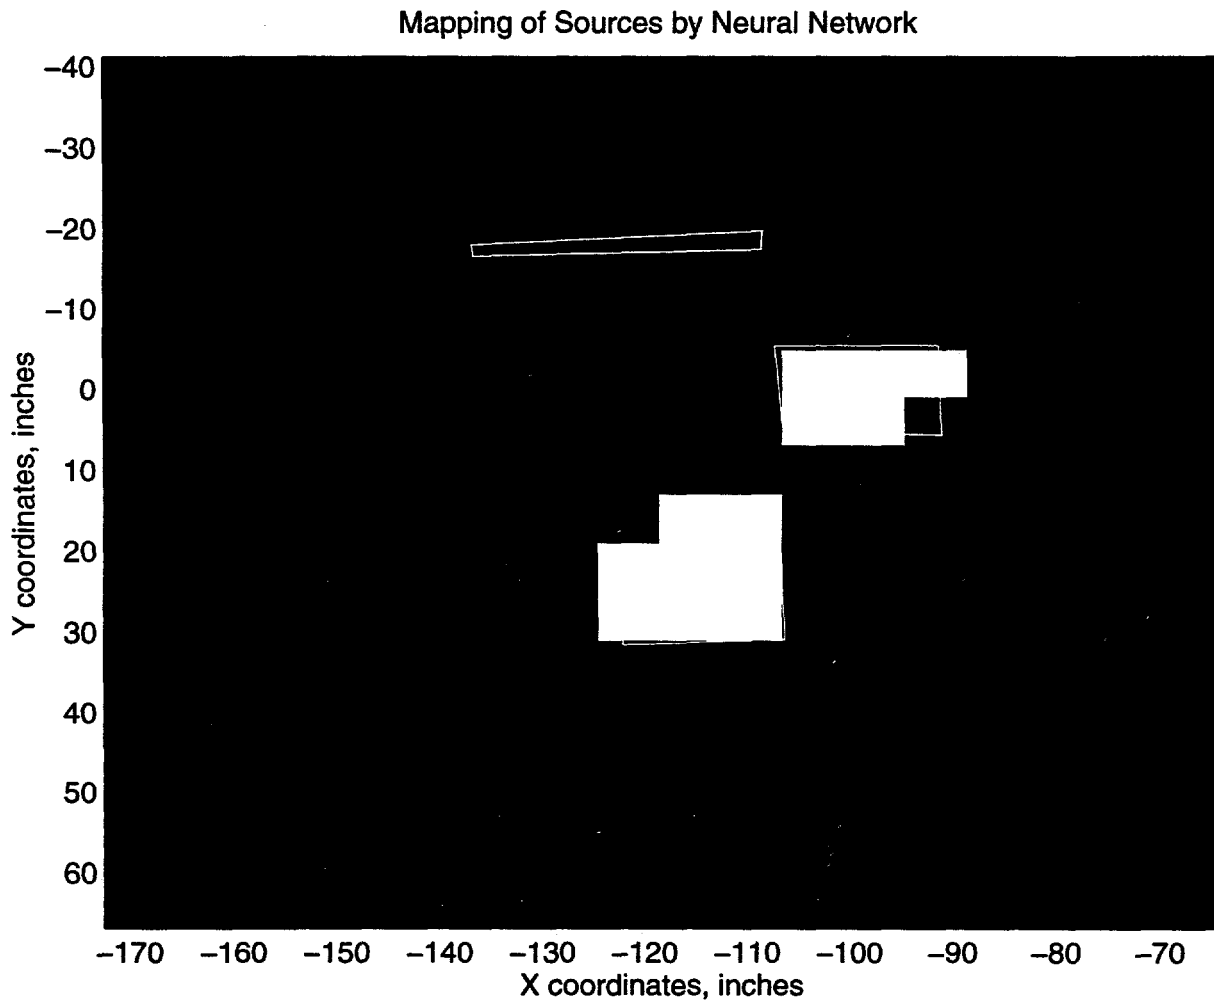 Mapping of Sources by Neural Network
−40
−30
−20
−10
0
10
20
30
40
50
60
Y coordinates, inches
−170 −160 −150 −140 −130 −120 −110 −100 −90 −80 −70
X coordinates, inches